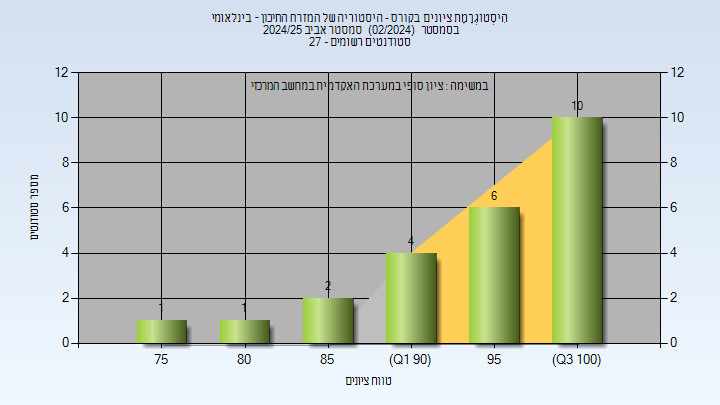 היסטוגרמת ציונים בקורס - היסטוריה של המזרח התיכון - בינלאומי
בסמסטר (02/2024) סמסטר אביב 2024/25
סטודנטים רשומים - 27
במשימה : ציון סופי במערכת האקדמית במחשב המרכזי
12 12
10 10
8 8
6 6
4 4
2 2
0 0
1 1 2 4 6 10
75 80 85 (Q1 90) 95 (Q3 100)
מספר סטודנטים
טווח ציונים